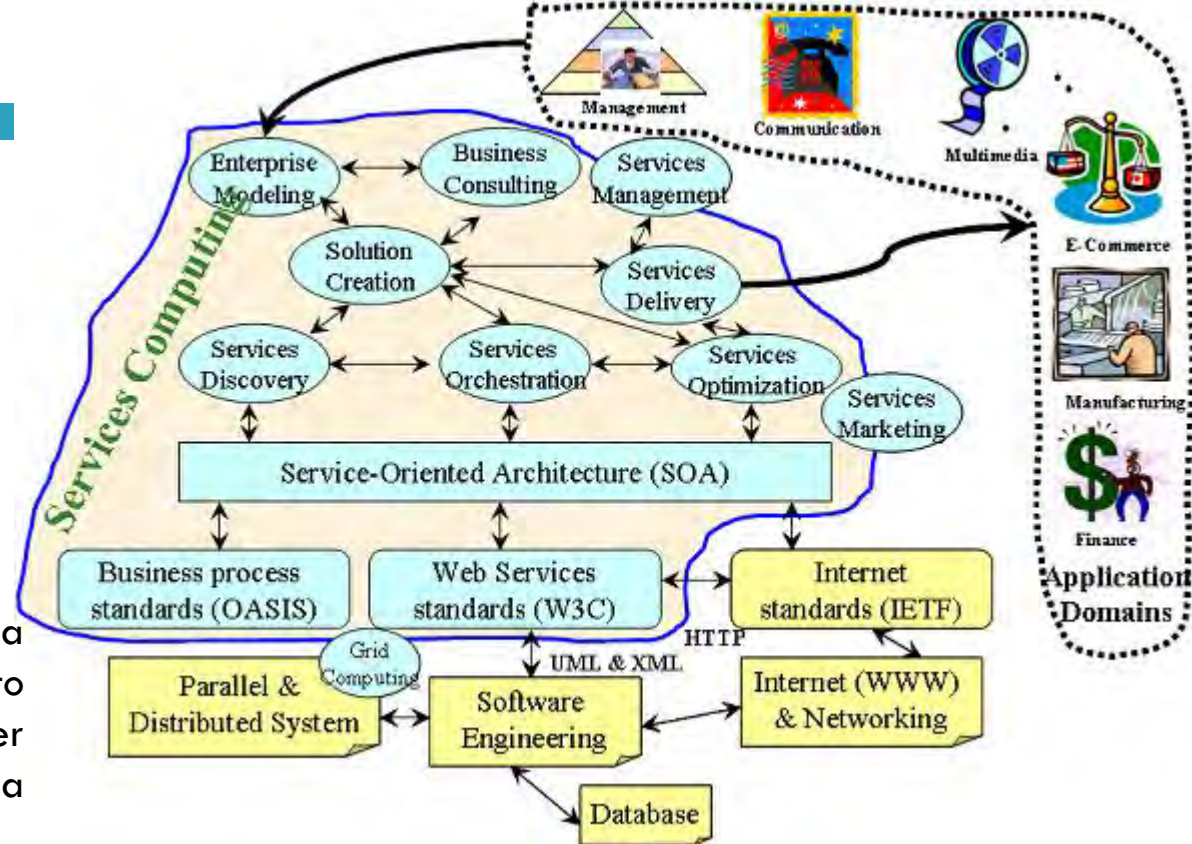 Management
Communication
Multimedia
E-Commerce
Manufacturing
Finance
Application
Domains
Services Computing
Enterprise
Modeling
Business
Consulting
Services
Management
Solution
Creation
Services
Delivery
Services
Discovery
Services
Orchestration
Services
Optimization
Services
Marketing
Service-Oriented Architecture (SOA)
Business process
standards (OASIS)
Web Services
standards (W3C)
Internet
standards (IETF)
HTTP
UML & XML
Grid
Computing
Parallel &
Distributed System
Software
Engineering
Internet (WWW)
& Networking
Database
a
ro
er
a